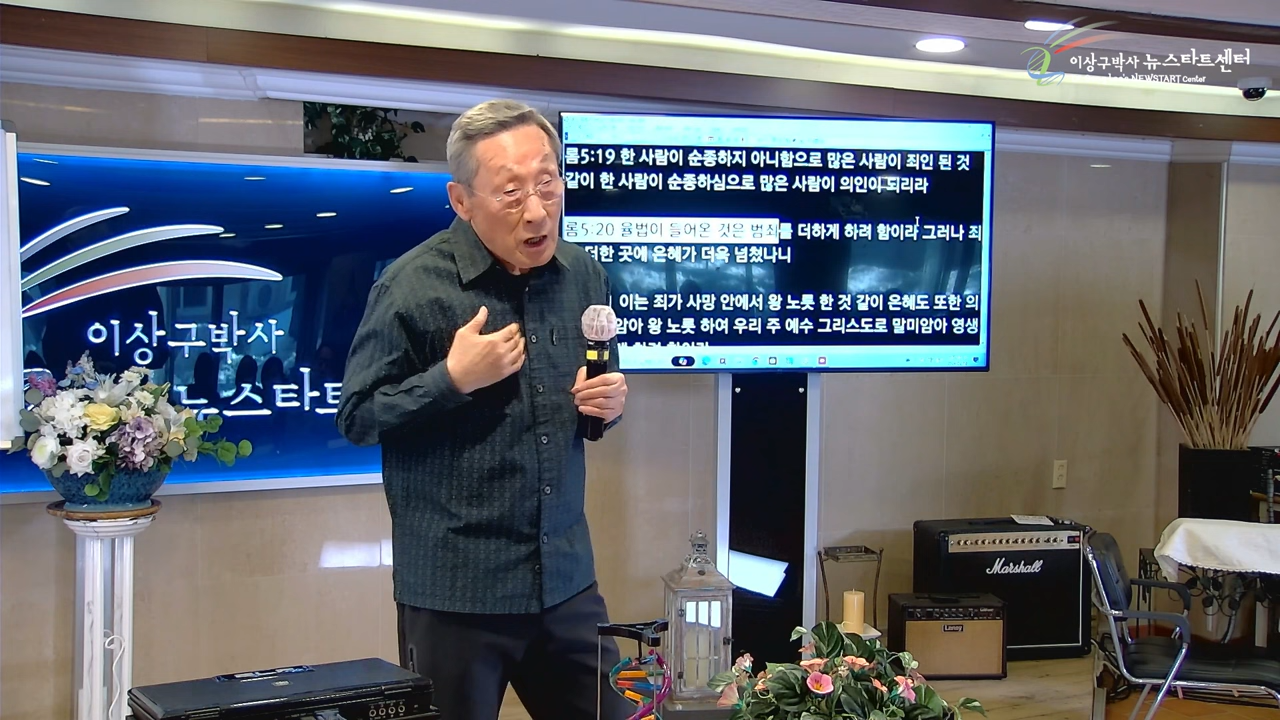 이상구박사 뉴스타트센터
Lee's NEWSTART Center
롬5:19 한 사람이 순종하지 아니함으로 많은 사람이 죄인 된 것
같이 한 사람이 순종하심으로 많은 사람이 의인이 되리라
롬5:20 율법이 들어온 것은 범죄를 더하게 하려 함이라 그러나 죄
더한 곳에 은혜가 더욱 넘쳤나니
이는 죄가 사망 안에서 왕 노릇 한 것 같이 은혜도 또한 의
암아 왕 노릇 하여 우리 주 예수 그리스도로 말미암아 영생
이상구박사
뉴스타트
Marshall
Laney